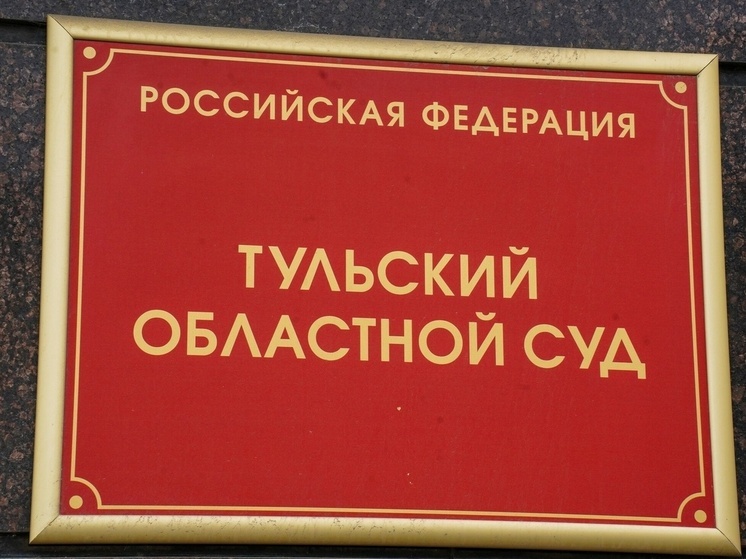 РОССИЙСКАЯ ФЕДЕРАЦИЯ
ТУЛЬСКИЙ
ОБЛАСТНОЙ СУД